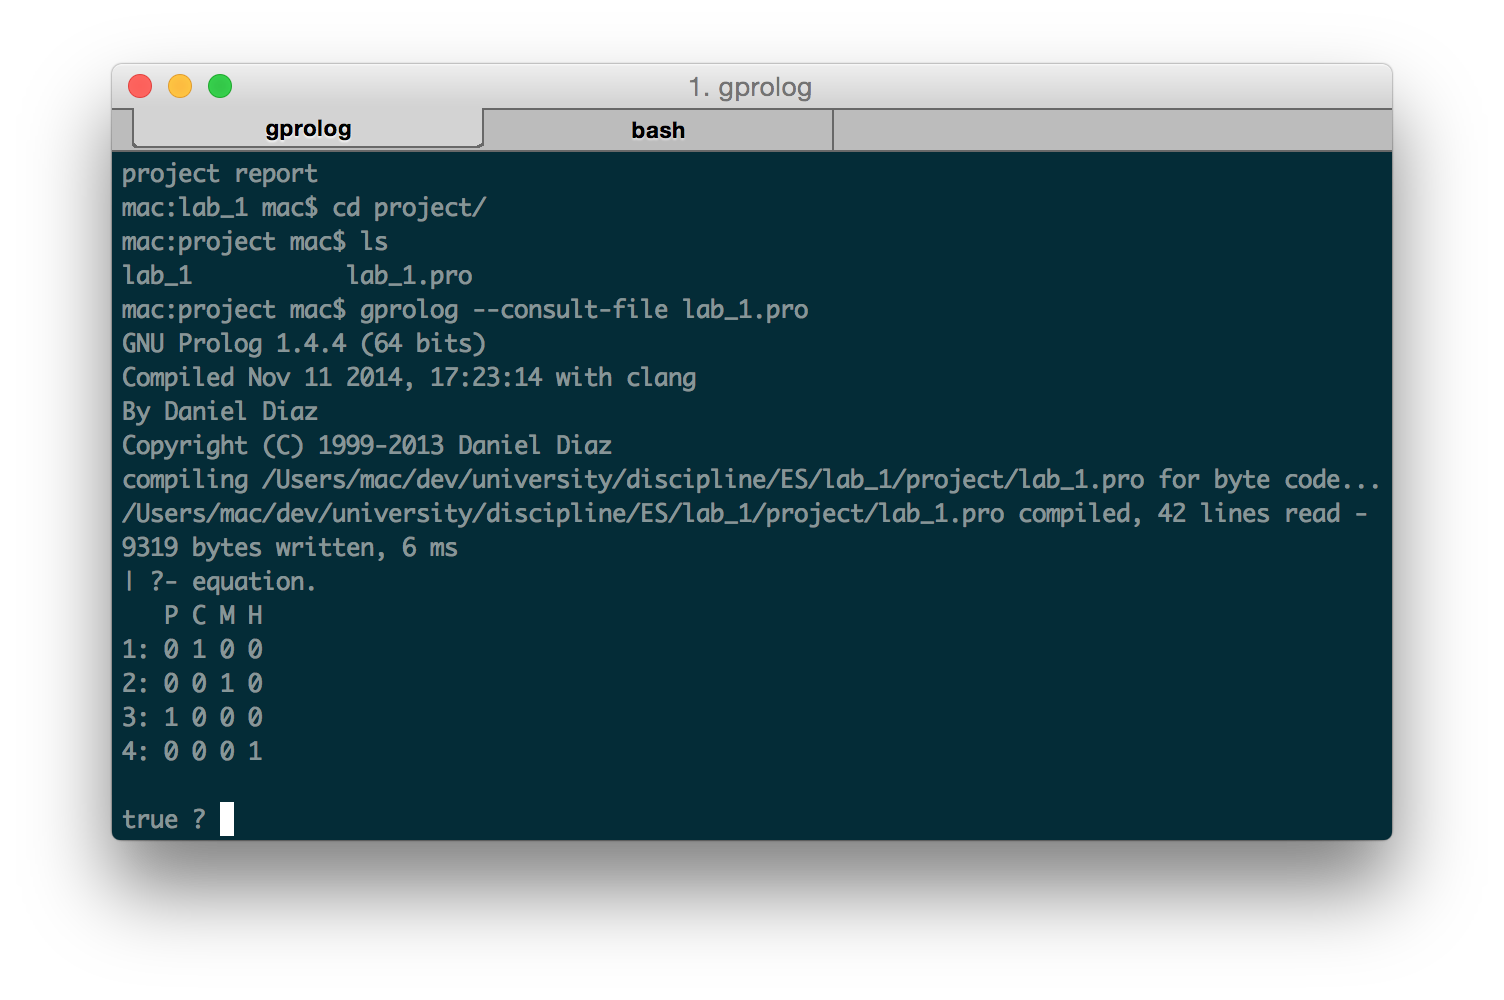 1. gprolog
gprolog bash
project report
mac:lab_1 mac$ cd project/
mac:project mac$ ls
lab_1           lab_1.pro
mac:project mac$ gprolog --consult-file lab_1.pro
GNU Prolog 1.4.4 (64 bits)
Compiled Nov 11 2014, 17:23:14 with clang
By Daniel Diaz
Copyright (C) 1999-2013 Daniel Diaz
compiling /Users/mac/dev/university/discipline/ES/lab_1/project/lab_1.pro for byte code...
/Users/mac/dev/university/discipline/ES/lab_1/project/lab_1.pro compiled, 42 lines read -
9319 bytes written, 6 ms
| ?- equation.
   P C M H
1: 0 1 0 0
2: 0 0 1 0
3: 1 0 0 0
4: 0 0 0 1
true ?